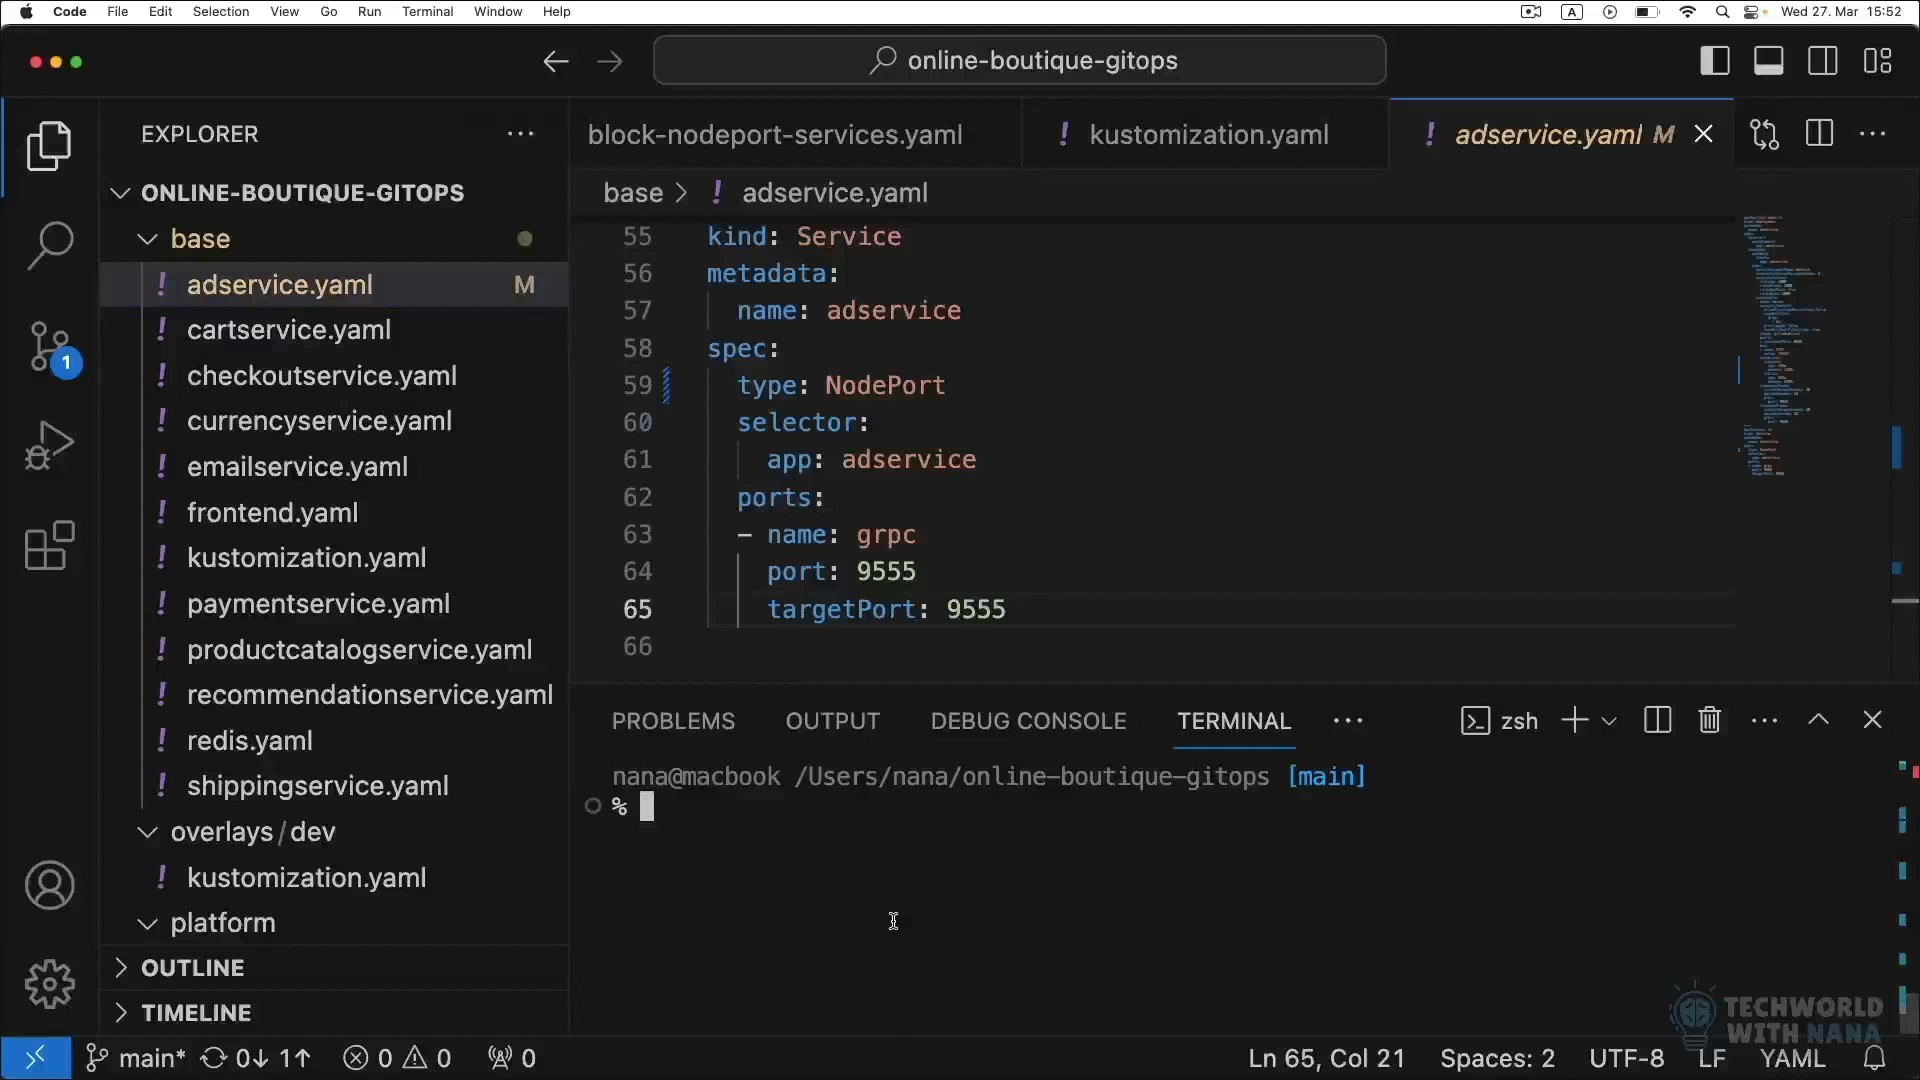 Code File Edit Selection View Go Run Terminal Window Help
A
Wed 27. Mar 15:52
online-boutique-gitops
EXPLORER
ONLINE-BOUTIQUE-GITOPS
base
adservice.yaml M
cartservice.yaml
checkoutservice.yaml
currencyservice.yaml
emailservice.yaml
frontend.yaml
kustomization.yaml
paymentservice.yaml
productcatalogservice.yaml
recommendationservice.yaml
redis.yaml
shippingservice.yaml
overlays/dev
kustomization.yaml
platform
OUTLINE
TIMELINE
1
block-nodeport-services.yaml
! kustomization.yaml
! adservice.yaml M
base > ! adservice.yaml
55 kind: Service
56 metadata:
57 name: adservice
58 spec:
59 type: NodePort
60 selector:
61 app: adservice
62 ports:
63 - name: grpc
64 port: 9555
65 targetPort: 9555
66
PROBLEMS OUTPUT DEBUG CONSOLE TERMINAL ...
zsh
nana@macbook /Users/nana/online-boutique-gitops [main]
%
TECHWORLD
WITH NANA
main* 0↓ 1↑ 0 0 0
Ln 65, Col 21 Spaces: 2 UTF-8 LF YAML